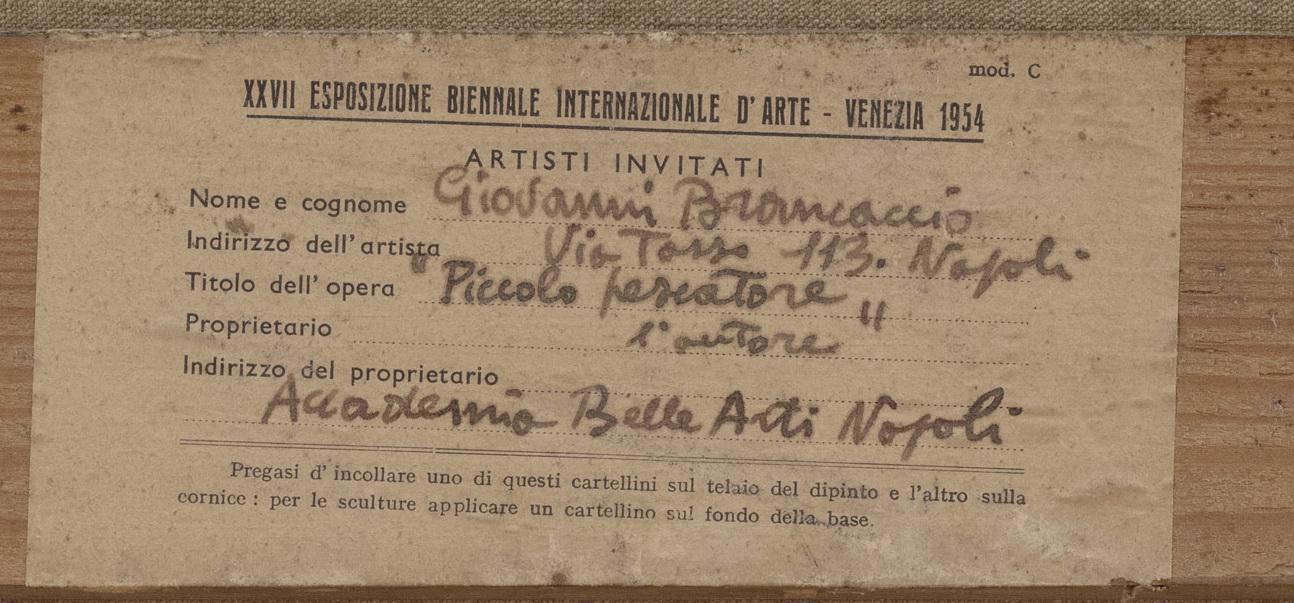 mod. C
XXVII ESPOSIZIONE BIENNALE INTERNAZIONALE D'ARTE - VENEZIA 1954
ARTISTI INVITATI
Nome e cognome Giovanni Brancaccio
Indirizzo dell'artista Via Tasso 113. Napoli
Titolo dell'opera "Piccolo pescatore"
Proprietario l'autore
Indirizzo del proprietario
Accademia Belle Arti Napoli
Pregasi d'incollare uno di questi cartellini sul telaio del dipinto e l'altro sulla
cornice : per le sculture applicare un cartellino sul fondo della base.